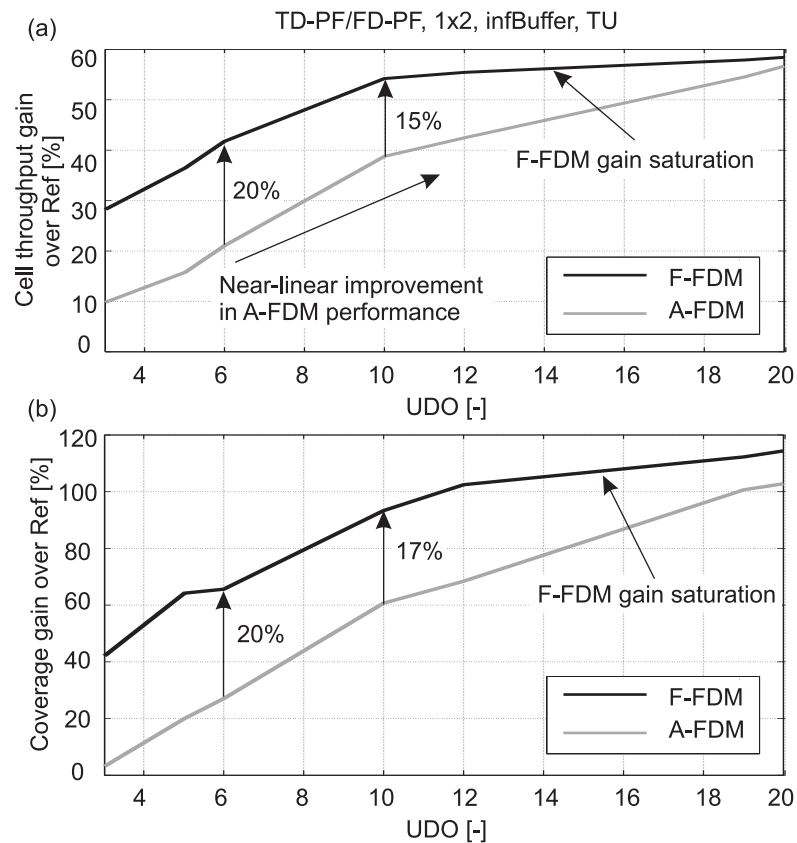 TD-PF/FD-PF, 1x2, infBuffer, TU
(a)
Cell throughput gain
over Ref [%]
60
50
40
30
20
10
0
20%
15%
F-FDM gain saturation
Near-linear improvement
in A-FDM performance
F-FDM
A-FDM
4 6 8 10 12 14 16 18 20
UDO [-]
(b)
Coverage gain over Ref [%]
120
100
80
60
40
20
0
20%
17%
F-FDM gain saturation
F-FDM
A-FDM
4 6 8 10 12 14 16 18 20
UDO [-]